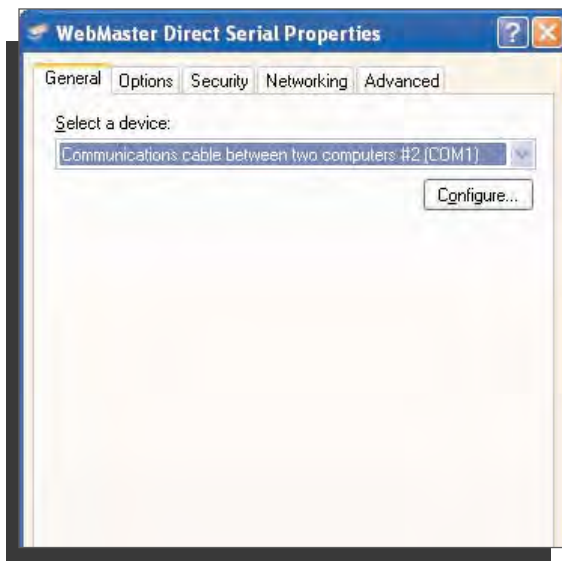 WebMaster Direct Serial Properties
General Options Security Networking Advanced
Select a device:
Communications cable between two computers #2 (COM1)
Configure...